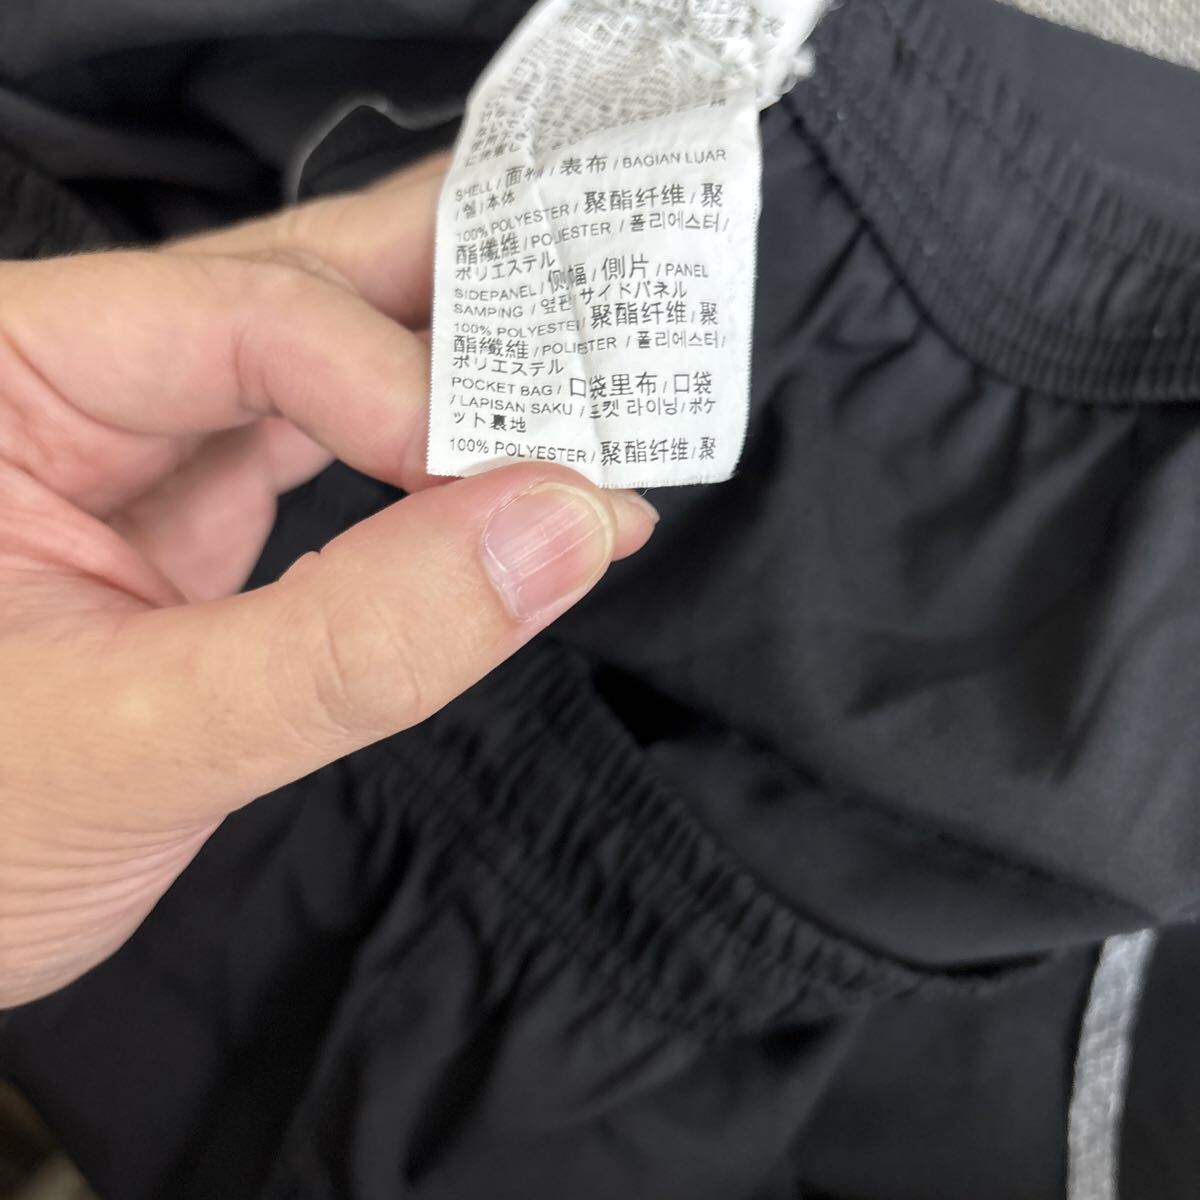 に洗濯し
SHELL / 面料 / 表布 / BAGIAN LUAR
/ 쉘 / 本体
100% POLYESTER / 聚酯纤维 / 聚
酯纖維 / POLIESTER / 폴리에스터 /
ポリエステル
SIDEPANEL / 侧幅 / 側片 / PANEL
SAMPING / 옆판 サイドパネル
100% POLYESTER / 聚酯纤维 / 聚
酯纖維 / POLIESTER / 폴리에스터 /
ポリエステル
POCKET BAG / 口袋里布 / 口袋
/ LAPISAN SAKU / 포켓 라이닝 / ポケ
ット裏地
100% POLYESTER / 聚酯纤维 / 聚